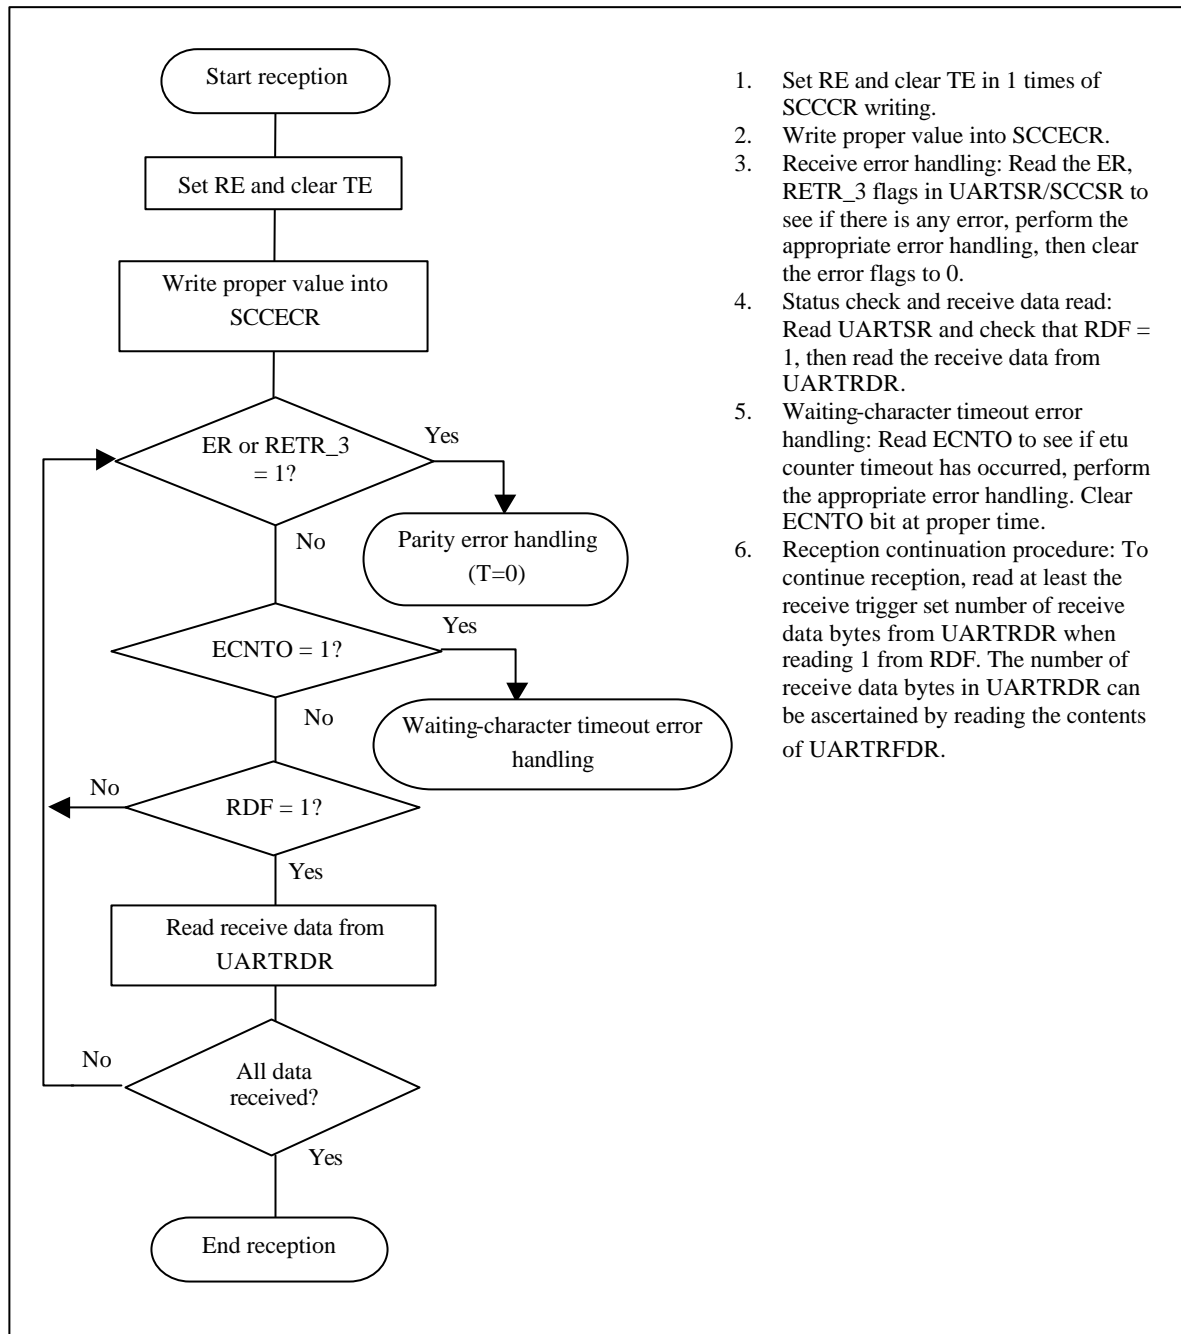 Start reception
Set RE and clear TE
Write proper value into
SCCECR
ER or RETR_3
= 1?
Yes
No
Parity error handling
(T=0)
ECNTO = 1?
Yes
No
Waiting-character timeout error
handling
No
RDF = 1?
Yes
Read receive data from
UARTRDR
No
All data
received?
Yes
End reception
1. Set RE and clear TE in 1 times of
SCCCR writing.
2. Write proper value into SCCECR.
3. Receive error handling: Read the ER,
RETR_3 flags in UARTSR/SCCSR to
see if there is any error, perform the
appropriate error handling, then clear
the error flags to 0.
4. Status check and receive data read:
Read UARTSR and check that RDF =
1, then read the receive data from
UARTRDR.
5. Waiting-character timeout error
handling: Read ECNTO to see if etu
counter timeout has occurred, perform
the appropriate error handling. Clear
ECNTO bit at proper time.
6. Reception continuation procedure: To
continue reception, read at least the
receive trigger set number of receive
data bytes from UARTRDR when
reading 1 from RDF. The number of
receive data bytes in UARTRDR can
be ascertained by reading the contents
of UARTRFDR.